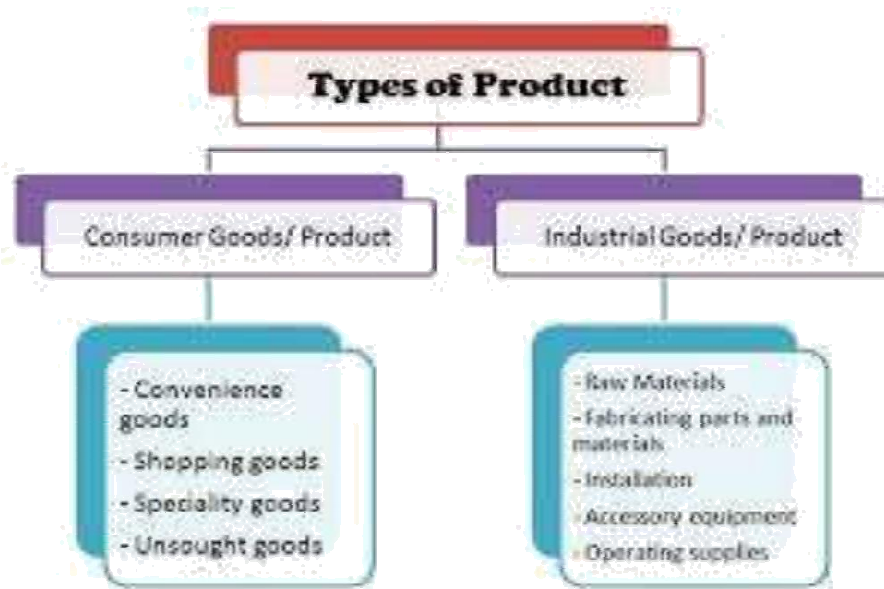 Types of Product
Consumer Goods/ Product
Industrial Goods/ Product
- Convenience
goods
- Shopping goods
- Speciality goods
- Unsought goods
- Raw Materials
- Fabricating parts and
materials
- Installation
- Accessory equipment
- Operating supplies